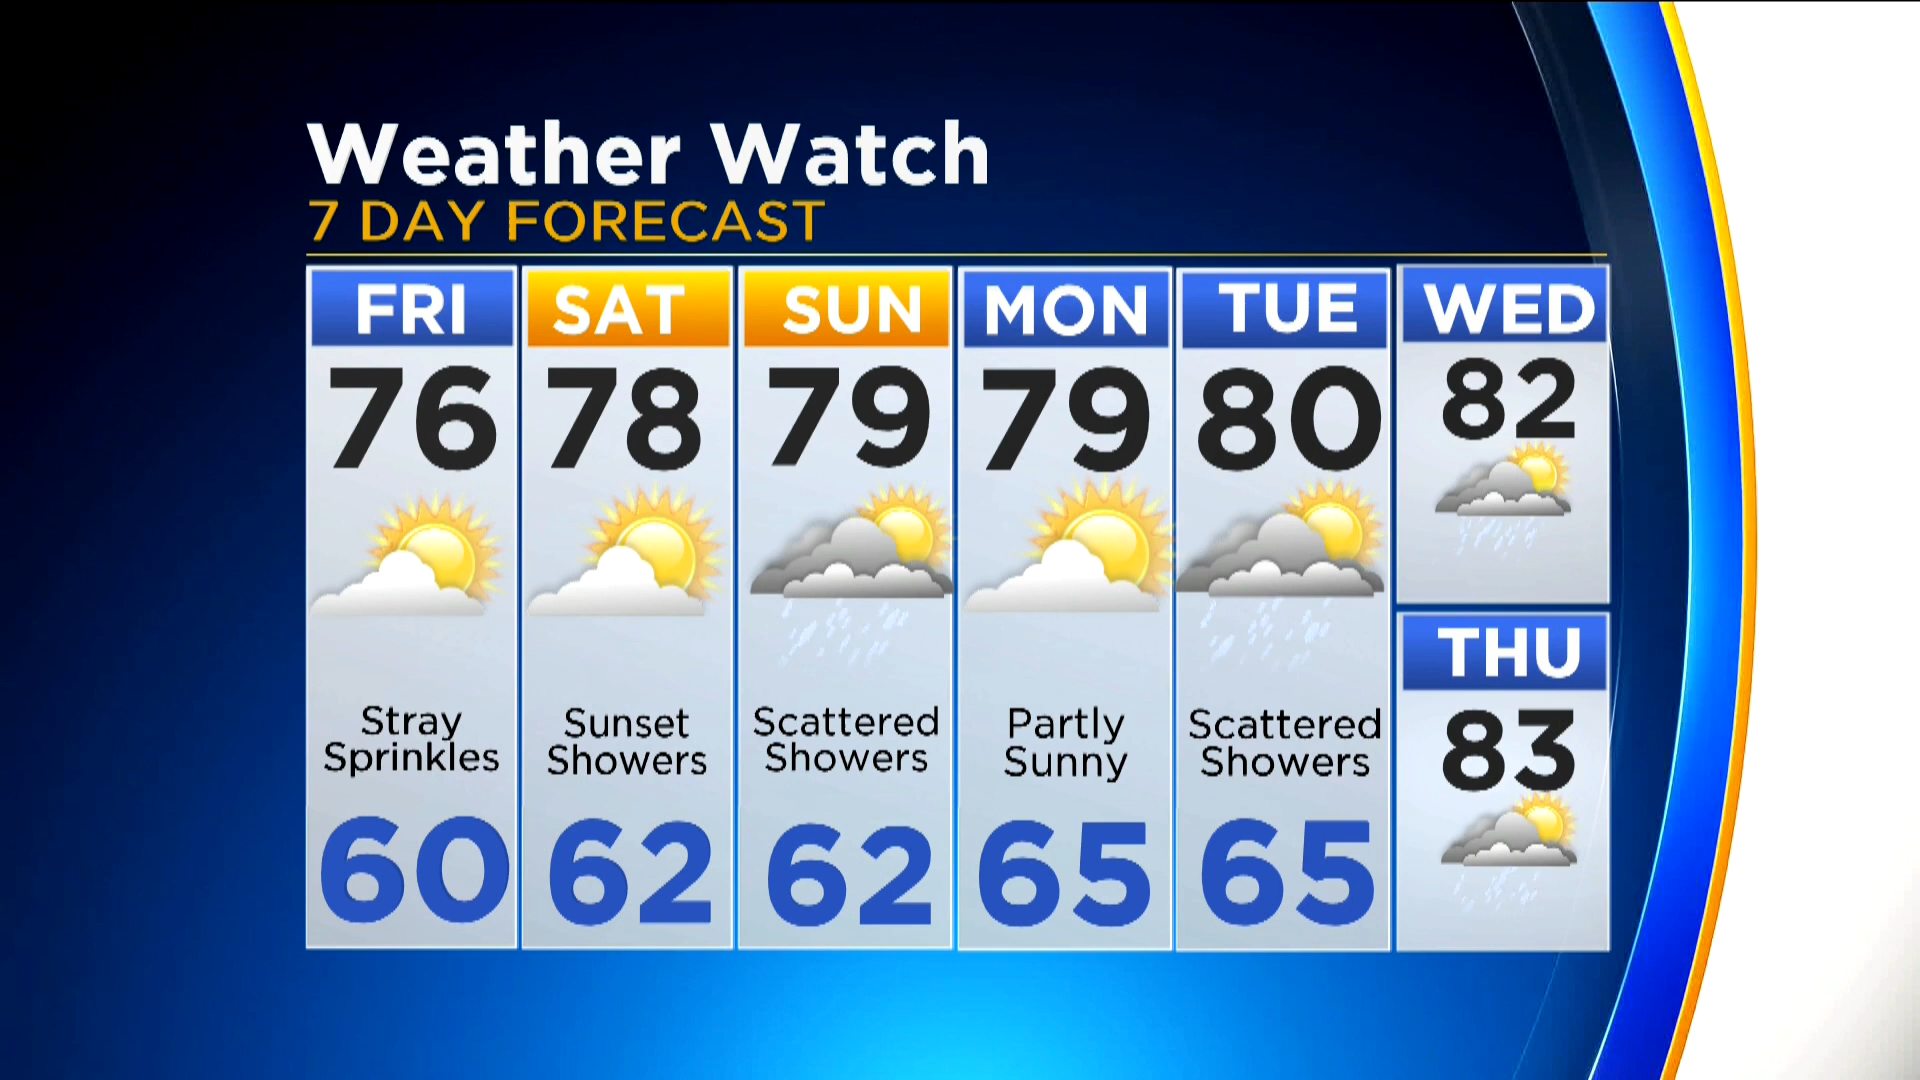 Weather Watch
7 DAY FORECAST
FRI
76
Stray
Sprinkles
60
SAT
78
Sunset
Showers
62
SUN
79
Scattered
Showers
62
MON
79
Partly
Sunny
65
TUE
80
Scattered
Showers
65
WED
82
THU
83